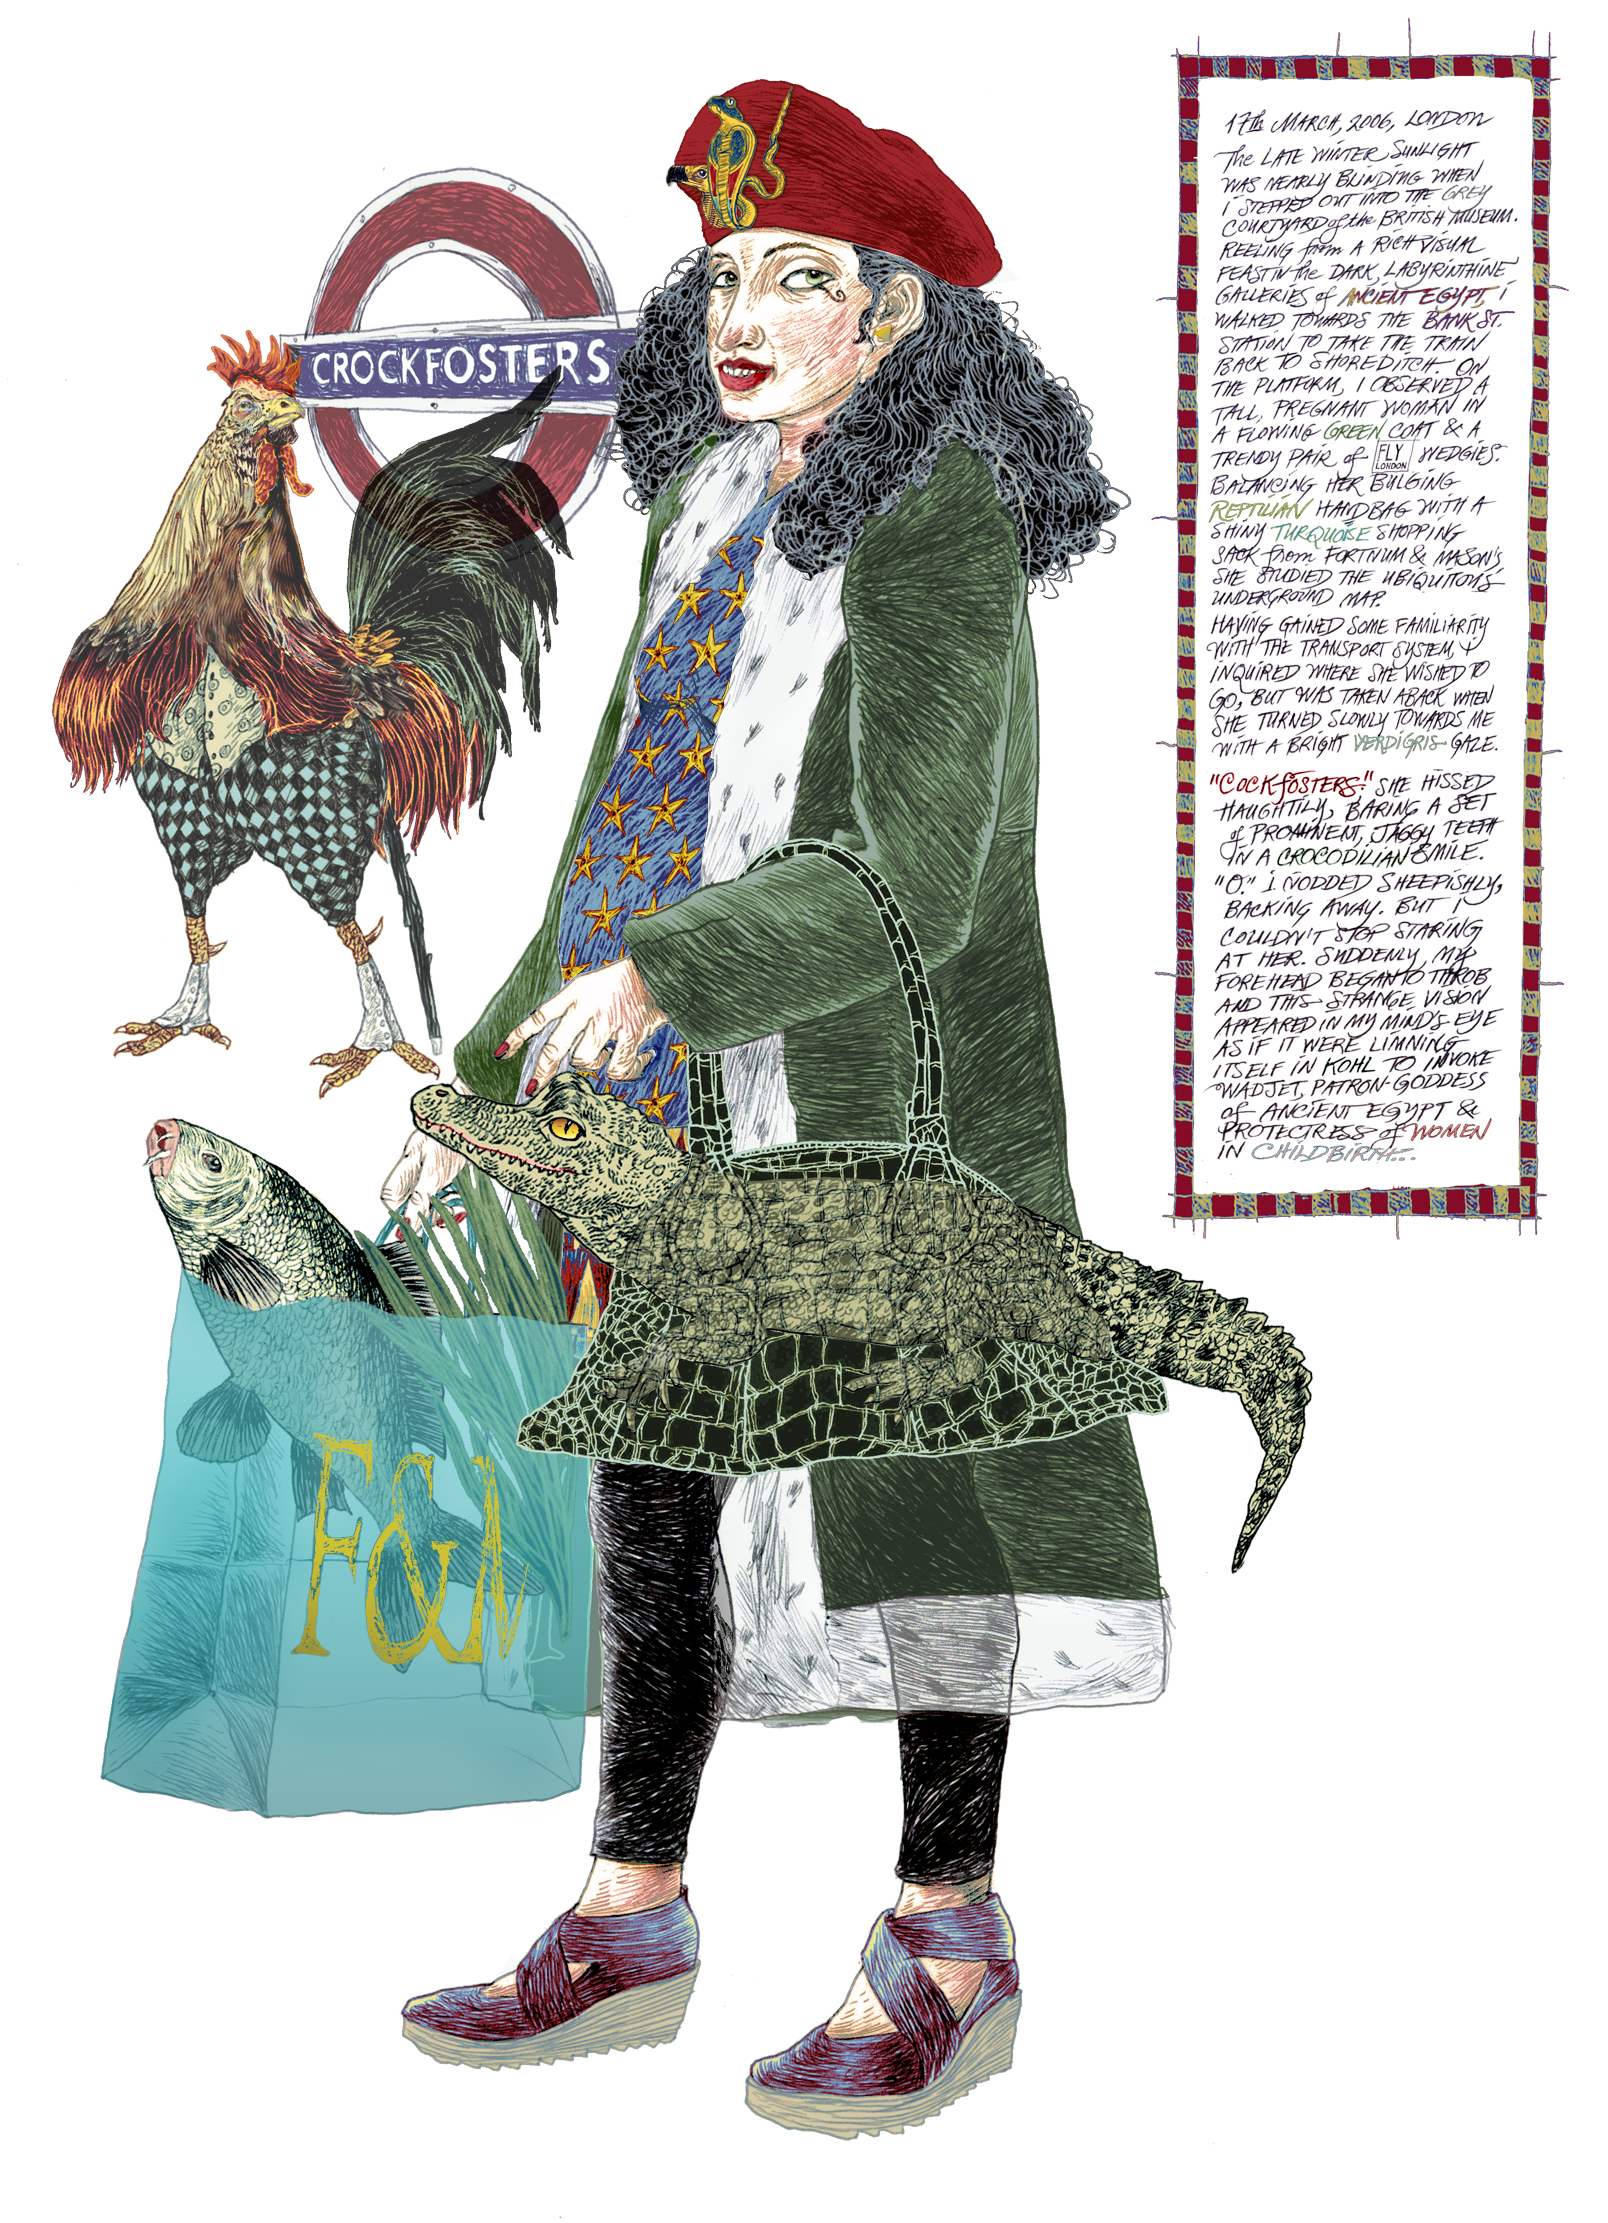 CROCKFOSTERS
F&M
17th MARCH, 2006, LONDON
The LATE WINTER SUNLIGHT
WAS NEARLY BLINDING WHEN
i STEPPED OUT INTO THE GREY
COURTYARD of the BRITISH MUSEUM.
REELING from A RICH VISUAL
FEAST IN the DARK, LABYRINTHINE
GALLERIES of ANCIENT EGYPT, i
WALKED TOWARDS THE BANK ST.
STATION TO TAKE THE TRAIN
BACK TO SHOREDITCH. ON
THE PLATFORM, I OBSERVED A
TALL, PREGNANT WOMAN IN
A FLOWING GREEN COAT & A
TRENDY PAIR of FLY LONDON WEDGIES.
BALANCING HER BULGING
REPTILIAN HANDBAG WITH A
SHINY TURQUOISE SHOPPING
SACK from FORTNUM & MASON'S,
SHE STUDIED THE UBIQUITOUS
UNDERGROUND MAP.
HAVING GAINED SOME FAMILIARITY
WITH THE TRANSPORT SYSTEM, I
INQUIRED WHERE SHE WISHED TO
GO, BUT WAS TAKEN ABACK WHEN
SHE TURNED SLOWLY TOWARDS ME
WITH A BRIGHT VERDIGRIS GAZE.
"COCKfOSTERS!" SHE HISSED
HAUGHTILY, BARING A SET
of PROMINENT, JAGGY TEETH
IN A CROCODILIAN SMILE.
"O." i NODDED SHEEPISHLY,
BACKING AWAY. BUT I
COULDN'T STOP STARING
AT HER. SUDDENLY, MY
FOREHEAD BEGAN TO THROB
AND THIS STRANGE VISION
APPEARED IN MY MIND'S EYE
AS IF IT WERE LIMNING
ITSELF IN KOHL TO INVOKE
WADJET, PATRON-GODDESS
of ANCIENT EGYPT &
PROTECTRESS of WOMEN
IN CHILDBIRTH...